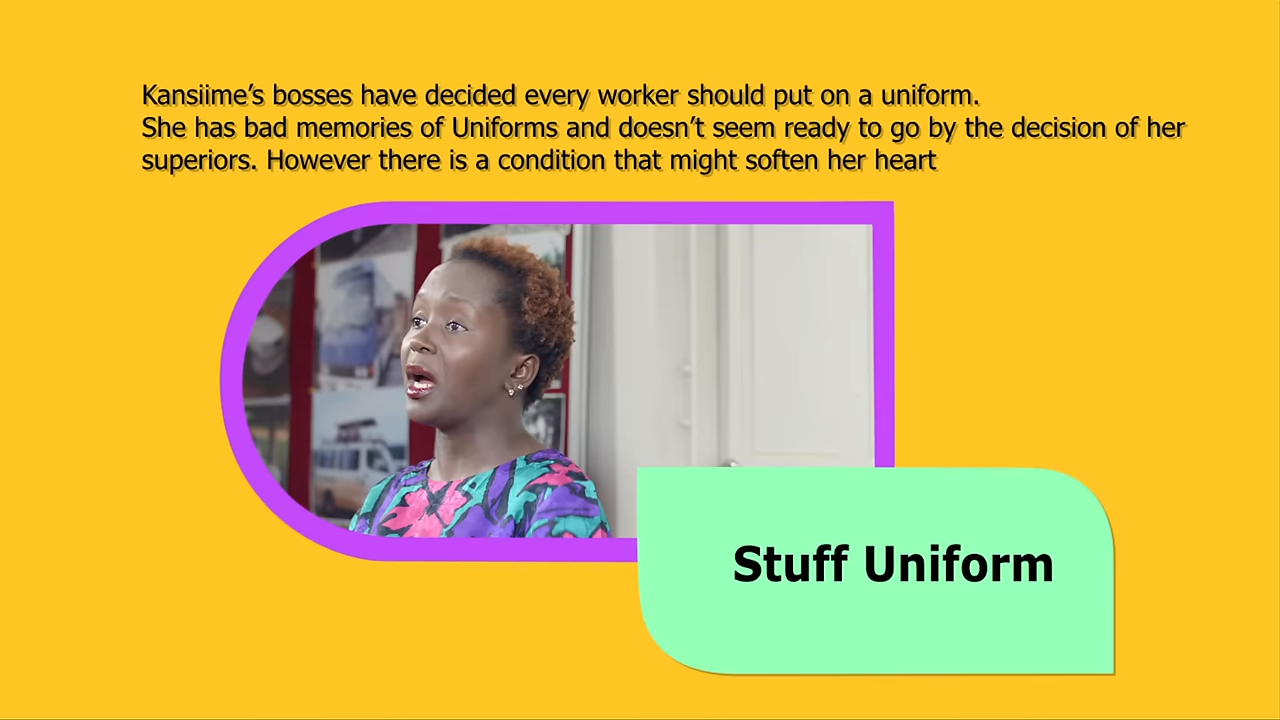 Kansiime’s bosses have decided every worker should put on a uniform.
She has bad memories of Uniforms and doesn’t seem ready to go by the decision of her
superiors. However there is a condition that might soften her heart
Stuff Uniform